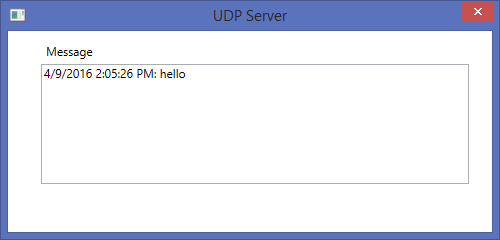 UDP Server
Message
4/9/2016 2:05:26 PM: hello